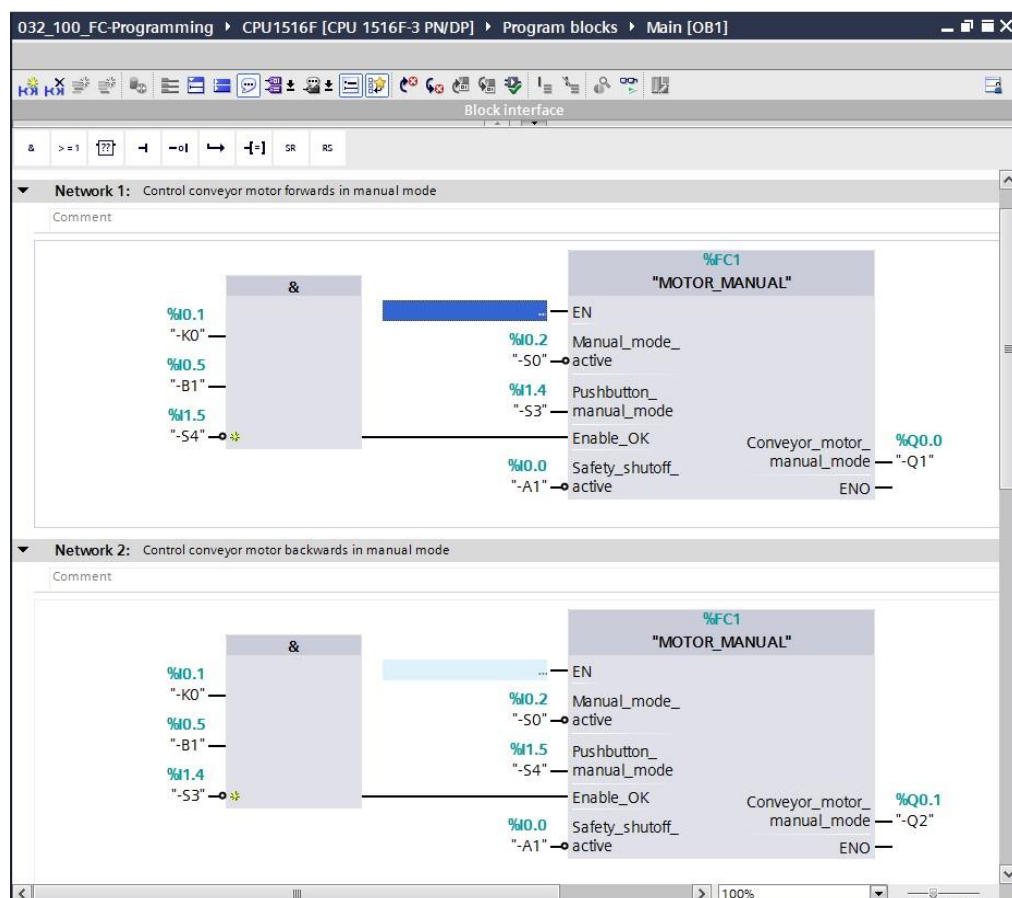 032_100_FC-Programming ▸ CPU1516F [CPU 1516F-3 PN/DP] ▸ Program blocks ▸ Main [OB1]
Block interface
& >=1 ?? SR RS
Network 1: Control conveyor motor forwards in manual mode
Comment
%FC1
"MOTOR_MANUAL"
&
... EN
%I0.1
"-K0"
%I0.2 Manual_mode_
"-S0" active
%I0.5
"-B1"
%I1.4 Pushbutton_
"-S3" manual_mode
%I1.5
"-S4"
Enable_OK
Conveyor_motor_ %Q0.0
manual_mode "-Q1"
%I0.0 Safety_shutoff_
"-A1" active
ENO
Network 2: Control conveyor motor backwards in manual mode
Comment
%FC1
"MOTOR_MANUAL"
&
... EN
%I0.1
"-K0"
%I0.2 Manual_mode_
"-S0" active
%I0.5
"-B1"
%I1.5 Pushbutton_
"-S4" manual_mode
%I1.4
"-S3"
Enable_OK
Conveyor_motor_ %Q0.1
manual_mode "-Q2"
%I0.0 Safety_shutoff_
"-A1" active
ENO
100%